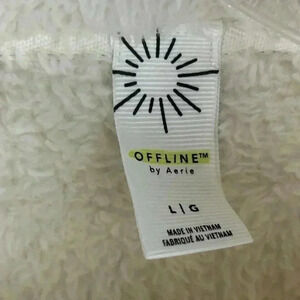 OFFLINE™
by Aerie
L|G
MADE IN VIETNAM
FABRIQUÉ AU VIETNAM